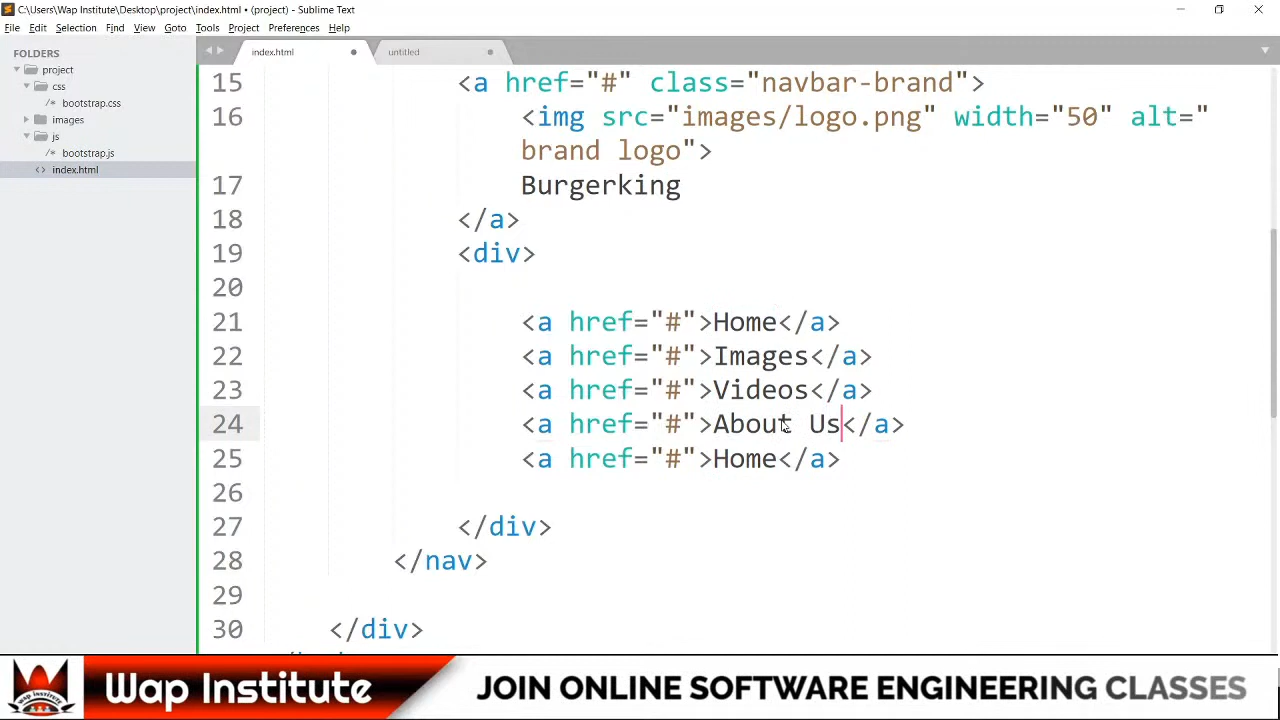 C:\Users\Wap Institute\Desktop\project\index.html • (project) - Sublime Text
File Edit Selection Find View Goto Tools Project Preferences Help
FOLDERS
project
css
/* bootstrap.css
images
js
/* bootstrap.js
<> index.html
index.html
untitled
15 <a href="#" class="navbar-brand">
16 <img src="images/logo.png" width="50" alt="
brand logo">
17 Burgerking
18 </a>
19 <div>
20
21 <a href="#">Home</a>
22 <a href="#">Images</a>
23 <a href="#">Videos</a>
24 <a href="#">About Us</a>
25 <a href="#">Home</a>
26
27 </div>
28 </nav>
29
30 </div>
Wap Institute
JOIN ONLINE SOFTWARE ENGINEERING CLASSES